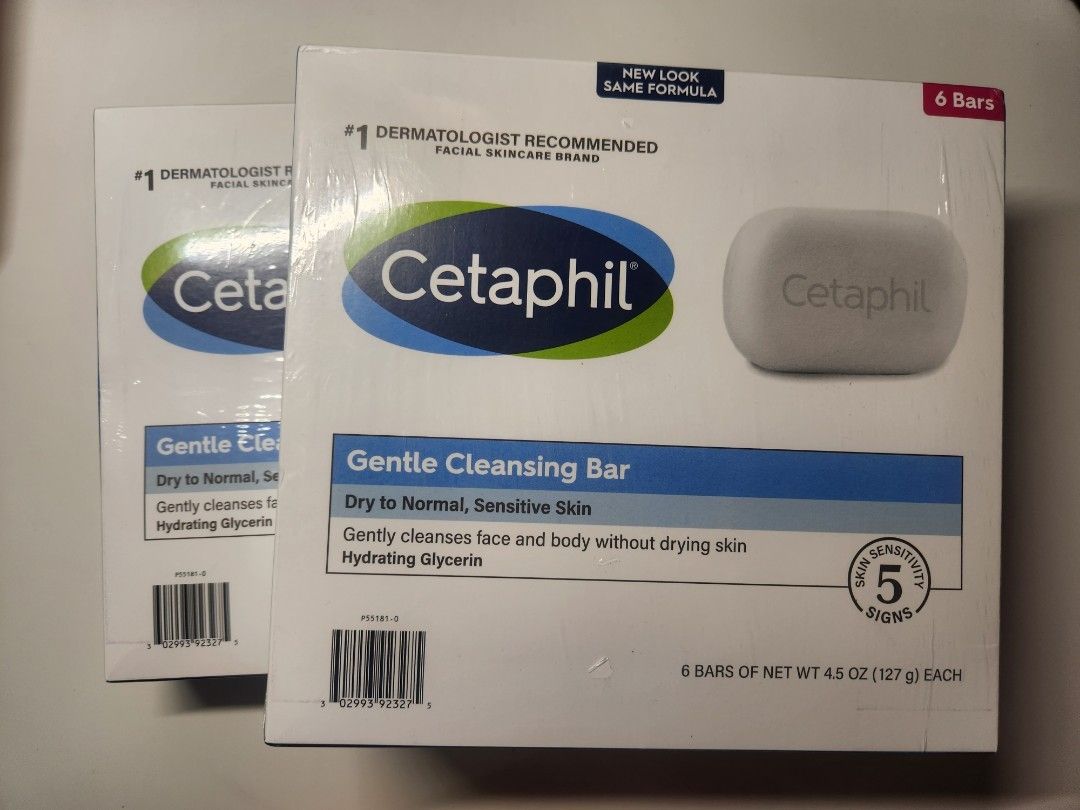 NEW LOOK
SAME FORMULA
6 Bars
#1 DERMATOLOGIST RECOMMENDED
FACIAL SKINCARE BRAND
Cetaphil®
Cetaphil
Gentle Cleansing Bar
Dry to Normal, Sensitive Skin
Gently cleanses face and body without drying skin
Hydrating Glycerin
SKIN SENSITIVITY
5
SIGNS
P55181-0
3 02993 92327 5
6 BARS OF NET WT 4.5 OZ (127 g) EACH
#1 DERMATOLOGIST R
FACIAL SKINCA
Ceta
Gentle Clea
Dry to Normal, Se
Gently cleanses fa
Hydrating Glycerin
P55181-0
3 02993 92327 5